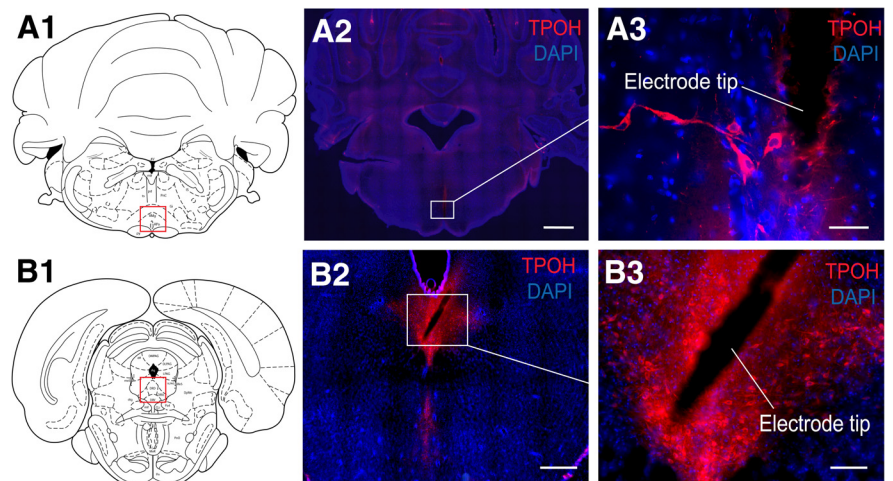 A1
A2
TPOH
DAPI
A3
TPOH
DAPI
Electrode tip
B1
B2
TPOH
DAPI
B3
TPOH
DAPI
Electrode tip